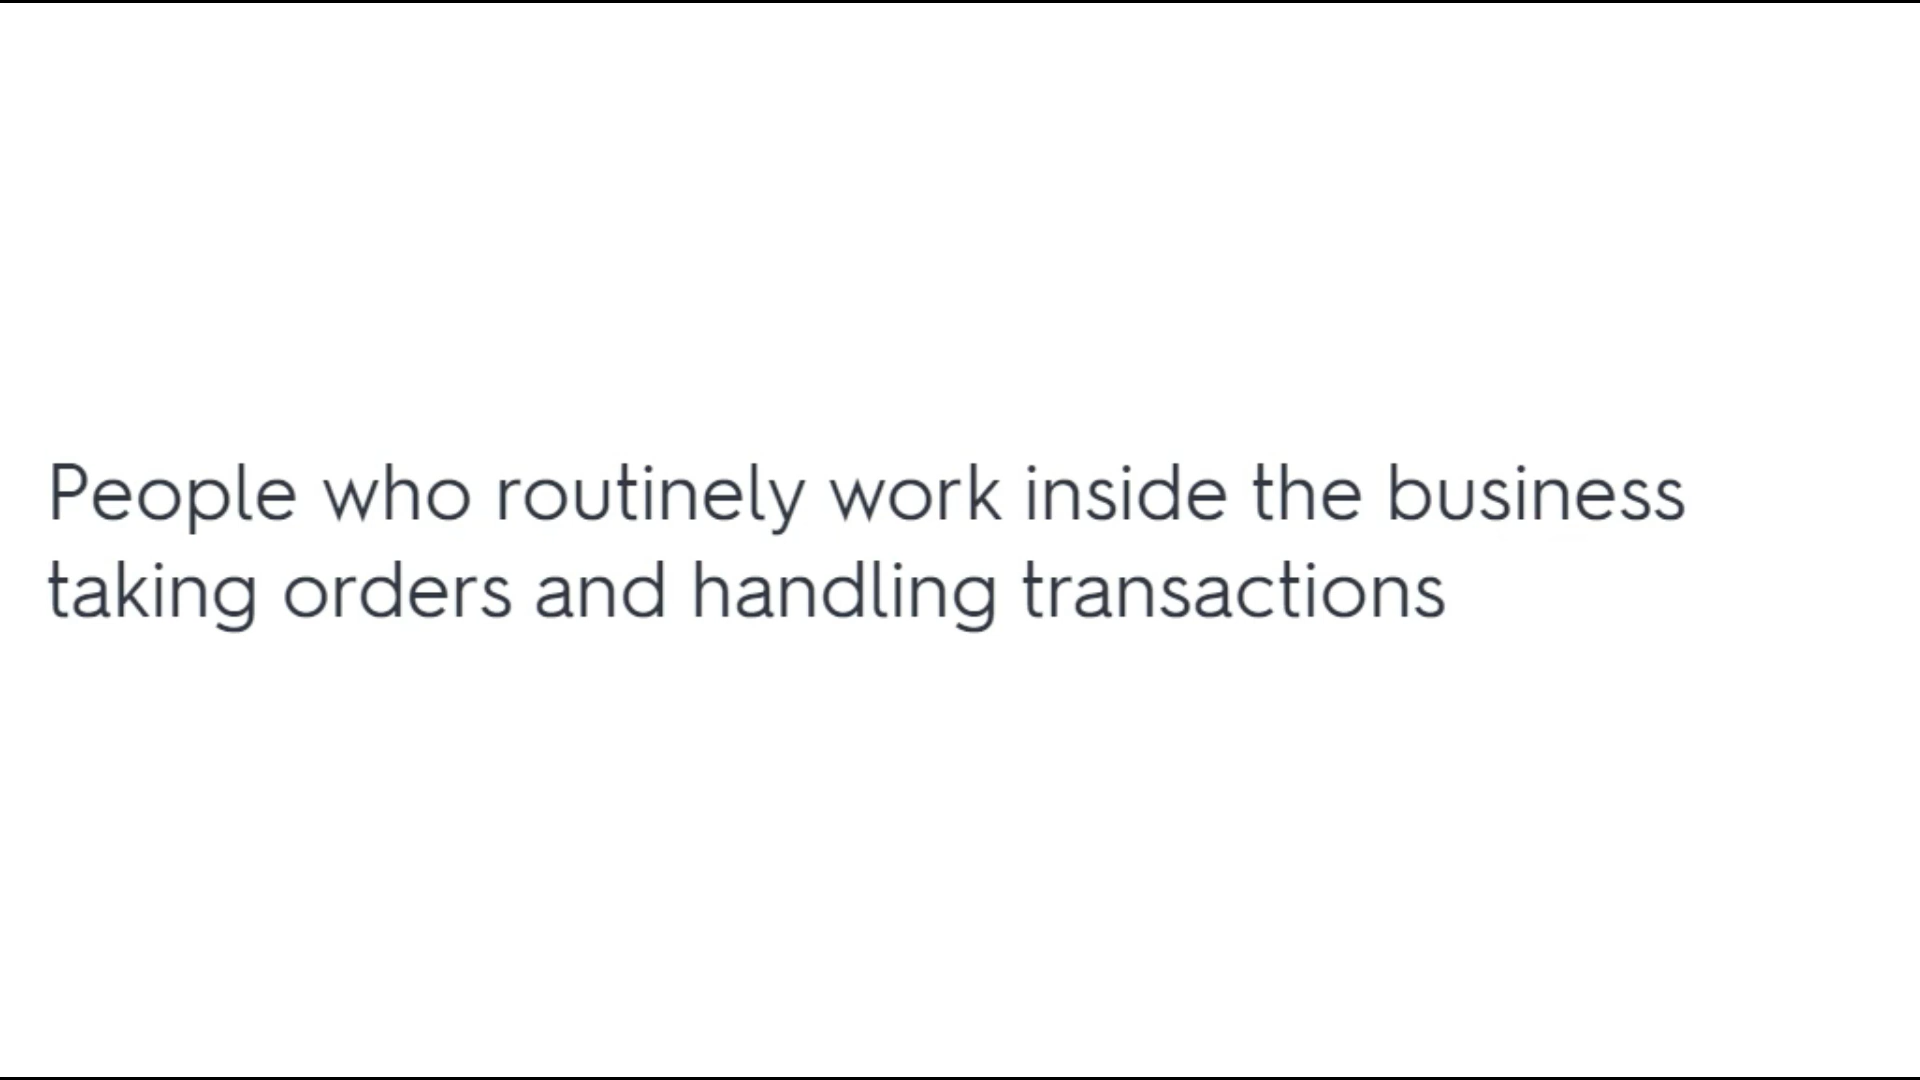 People who routinely work inside the business
taking orders and handling transactions